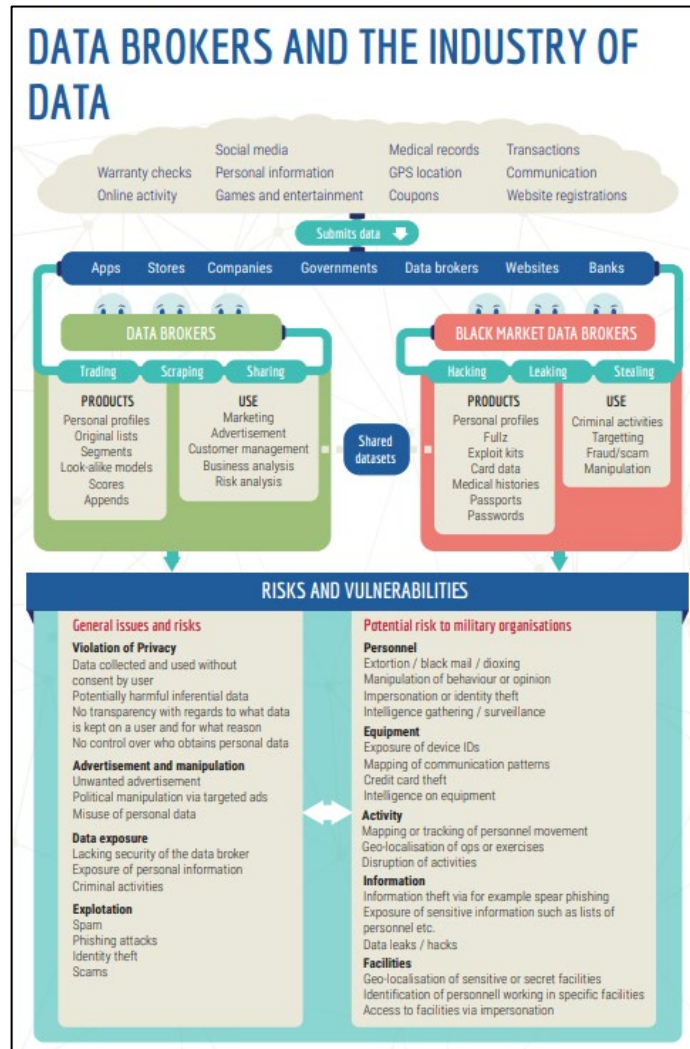 DATA BROKERS AND THE INDUSTRY OF
DATA
Social media
Medical records
Transactions
Warranty checks
Personal information
GPS location
Communication
Online activity
Games and entertainment
Coupons
Website registrations
Submits data
Apps Stores Companies Governments Data brokers Websites Banks
DATA BROKERS
Trading Scraping Sharing
PRODUCTS
Personal profiles
Original lists
Segments
Look-alike models
Scores
Appends
USE
Marketing
Advertisement
Customer management
Business analysis
Risk analysis
Shared
datasets
BLACK MARKET DATA BROKERS
Hacking Leaking Stealing
PRODUCTS
Personal profiles
Fullz
Exploit kits
Card data
Medical histories
Passports
Passwords
USE
Criminal activities
Targetting
Fraud/scam
Manipulation
RISKS AND VULNERABILITIES
General issues and risks
Violation of Privacy
Data collected and used without
consent by user
Potentially harmful inferential data
No transparency with regards to what data
is kept on a user and for what reason
No control over who obtains personal data
Advertisement and manipulation
Unwanted advertisement
Political manipulation via targeted ads
Misuse of personal data
Data exposure
Lacking security of the data broker
Exposure of personal information
Criminal activities
Explotation
Spam
Phishing attacks
Identity theft
Scams
Potential risk to military organisations
Personnel
Extortion / black mail / dioxing
Manipulation of behaviour or opinion
Impersonation or identity theft
Intelligence gathering / surveillance
Equipment
Exposure of device IDs
Mapping of communication patterns
Credit card theft
Intelligence on equipment
Activity
Mapping or tracking of personnel movement
Geo-localisation of ops or exercises
Disruption of activities
Information
Information theft via for example spear phishing
Exposure of sensitive information such as lists of
personnel etc.
Data leaks / hacks
Facilities
Geo-localisation of sensitive or secret facilities
Identification of personnell working in specific facilities
Access to facilities via impersonation